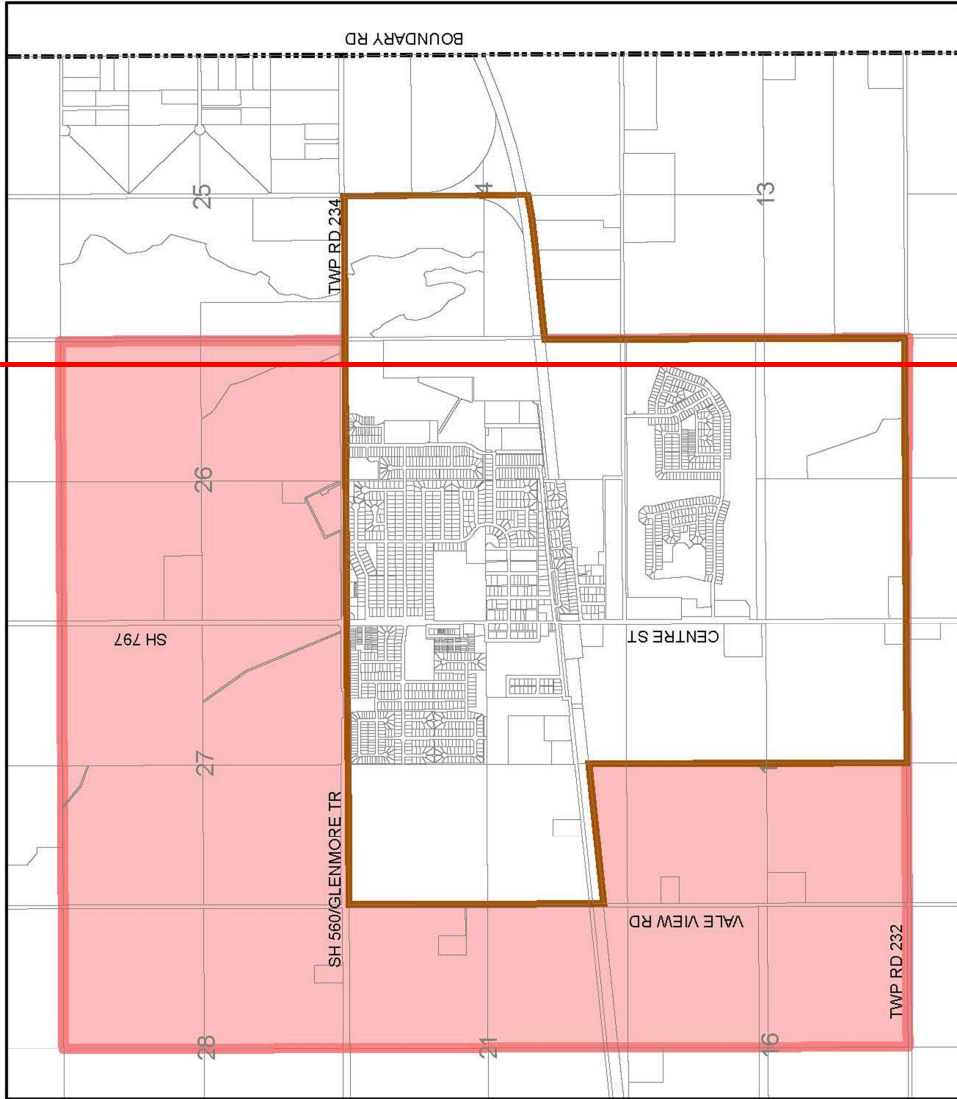 BOUNDARY RD
25
4
13
TWP RD 234
26
SH 797
CENTRE ST
27
SH 560/GLENMORE TR
VALE VIEW RD
TWP RD 232
28
21
16